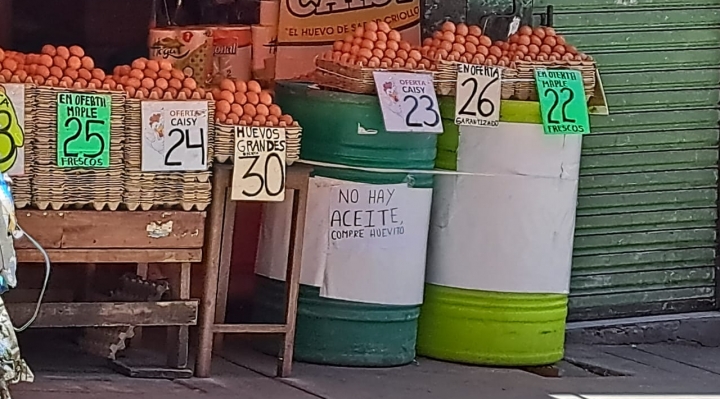 EL HUEVO DE SABOR CRIOLLO
EN OFERTA
MAPLE
25
FRESCOS
OFERTA
CAISY
24
HUEVOS
GRANDES
30
OFERTA
CAISY
23
EN OFERTA
26
GARANTIZADO
EN OFERTA
MAPLE
22
FRESCOS
NO HAY
ACEITE,
COMPRE HUEVITO